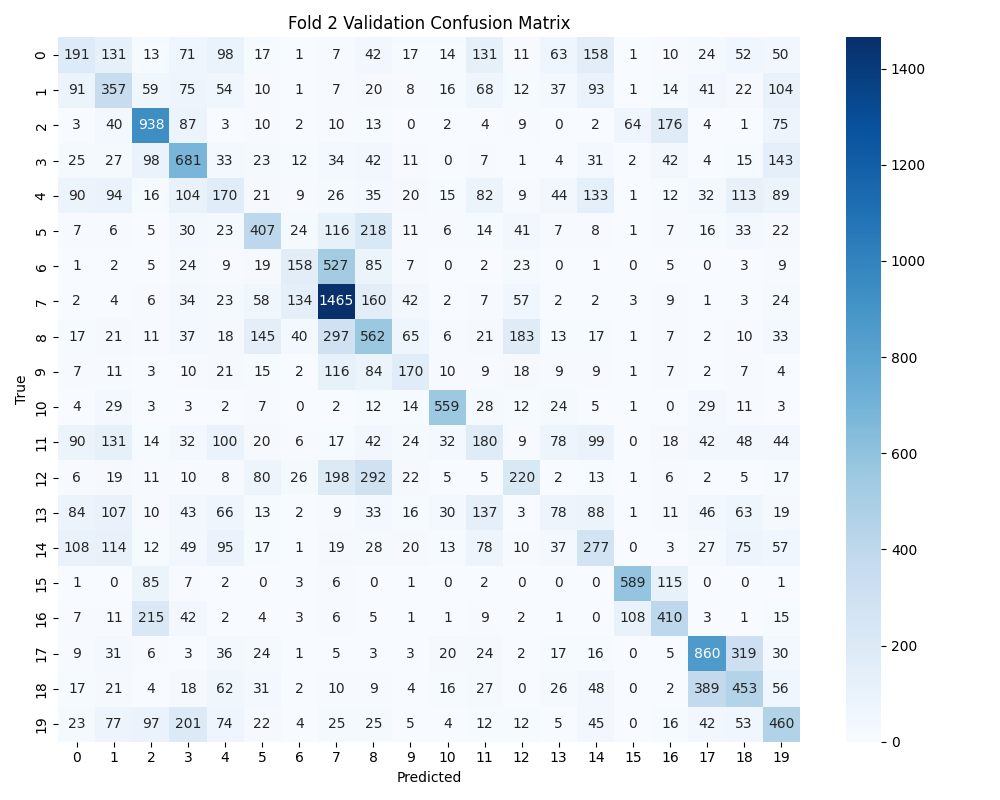 Fold 2 Validation Confusion Matrix
0 191 131 13 71 98 17 1 7 42 17 14 131 11 63 158 1 10 24 52 50
1 91 357 59 75 54 10 1 7 20 8 16 68 12 37 93 1 14 41 22 104
2 3 40 938 87 3 10 2 10 13 0 2 4 9 0 2 64 176 4 1 75
3 25 27 98 681 33 23 12 34 42 11 0 7 1 4 31 2 42 4 15 143
4 90 94 16 104 170 21 9 26 35 20 15 82 9 44 133 1 12 32 113 89
5 7 6 5 30 23 407 24 116 218 11 6 14 41 7 8 1 7 16 33 22
6 1 2 5 24 9 19 158 527 85 7 0 2 23 0 1 0 5 0 3 9
7 2 4 6 34 23 58 134 1465 160 42 2 7 57 2 2 3 9 1 3 24
8 17 21 11 37 18 145 40 297 562 65 6 21 183 13 17 1 7 2 10 33
9 7 11 3 10 21 15 2 116 84 170 10 9 18 9 9 1 7 2 7 4
10 4 29 3 3 2 7 0 2 12 14 559 28 12 24 5 1 0 29 11 3
11 90 131 14 32 100 20 6 17 42 24 32 180 9 78 99 0 18 42 48 44
12 6 19 11 10 8 80 26 198 292 22 5 5 220 2 13 1 6 2 5 17
13 84 107 10 43 66 13 2 9 33 16 30 137 3 78 88 1 11 46 63 19
14 108 114 12 49 95 17 1 19 28 20 13 78 10 37 277 0 3 27 75 57
15 1 0 85 7 2 0 3 6 0 1 0 2 0 0 0 589 115 0 0 1
16 7 11 215 42 2 4 3 6 5 1 1 9 2 1 0 108 410 3 1 15
17 9 31 6 3 36 24 1 5 3 3 20 24 2 17 16 0 5 860 319 30
18 17 21 4 18 62 31 2 10 9 4 16 27 0 26 48 0 2 389 453 56
19 23 77 97 201 74 22 4 25 25 5 4 12 12 5 45 0 16 42 53 460
0 1 2 3 4 5 6 7 8 9 10 11 12 13 14 15 16 17 18 19
Predicted
True
1400
1200
1000
800
600
400
200
0